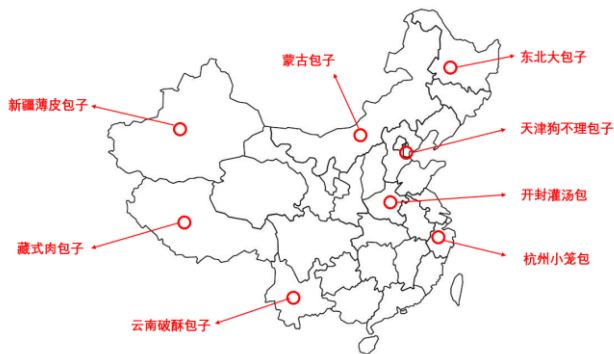 东北大包子
蒙古包子
新疆薄皮包子
天津狗不理包子
开封灌汤包
藏式肉包子
杭州小笼包
云南破酥包子